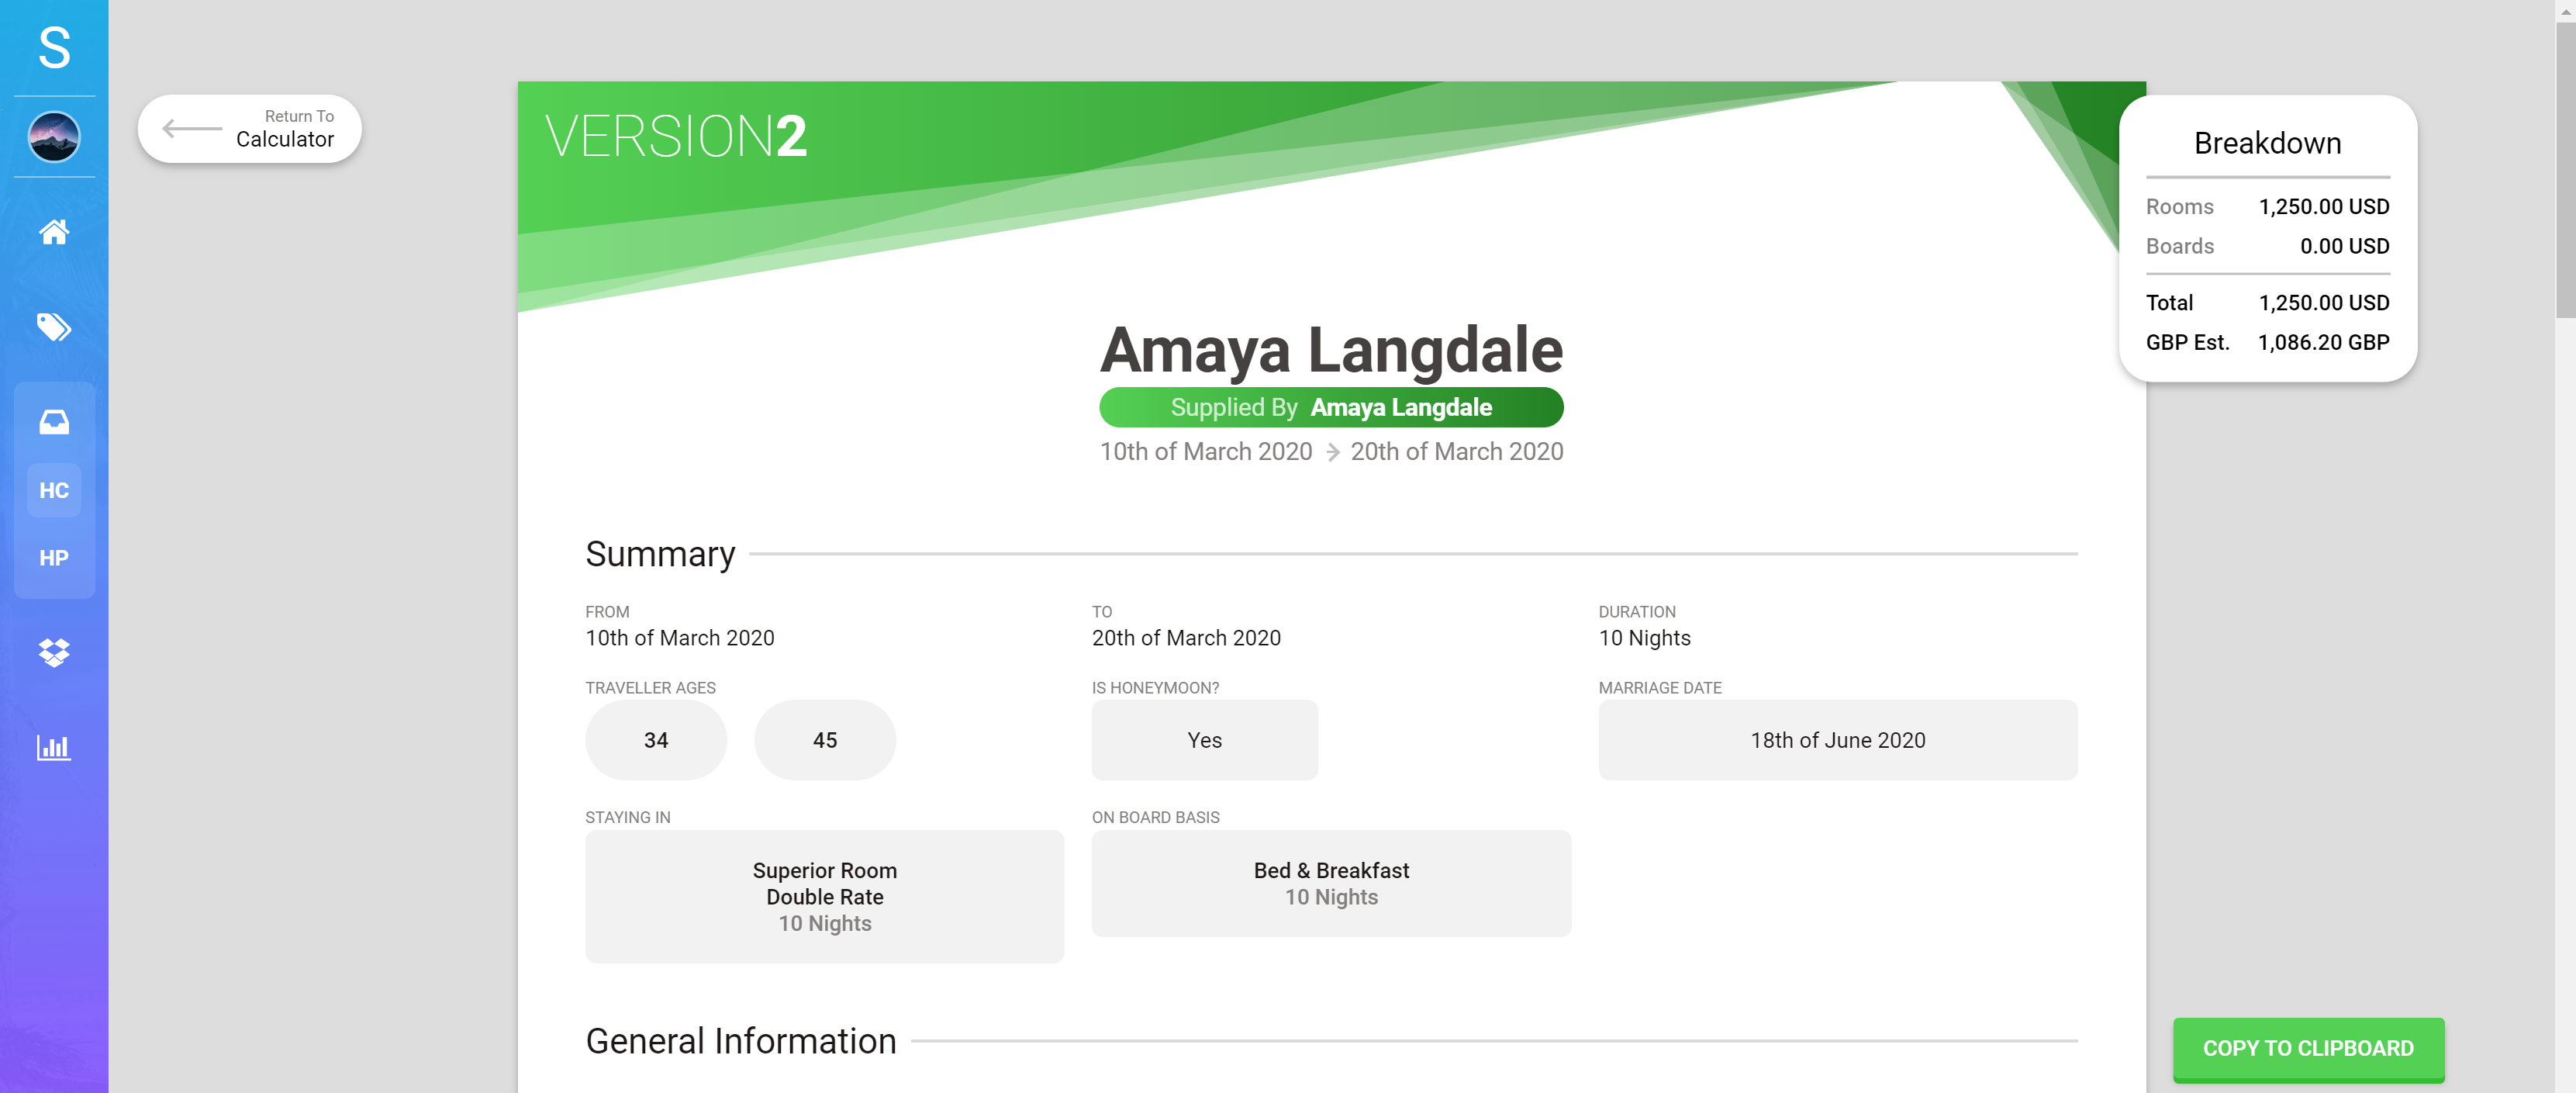 S
Return To
Calculator
HC
HP
VERSION2
Amaya Langdale
Supplied By Amaya Langdale
10th of March 2020 20th of March 2020
Breakdown
Rooms 1,250.00 USD
Boards 0.00 USD
Total 1,250.00 USD
GBP Est. 1,086.20 GBP
Summary
FROM
10th of March 2020
TO
20th of March 2020
DURATION
10 Nights
TRAVELLER AGES
34 45
IS HONEYMOON?
Yes
MARRIAGE DATE
18th of June 2020
STAYING IN
Superior Room
Double Rate
10 Nights
ON BOARD BASIS
Bed & Breakfast
10 Nights
General Information
COPY TO CLIPBOARD